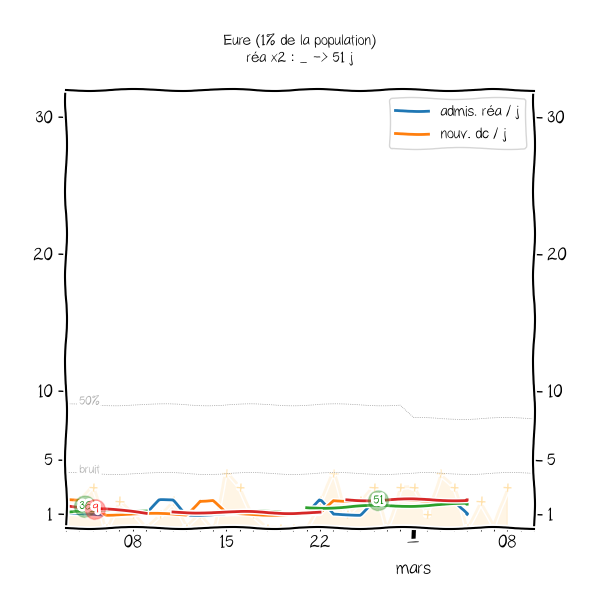 Eure (1% de la population)
réa x2 : _ -> 51 j
admis. réa / j
nouv. dc / j
30 30
20 20
10 10
50%
5 5
bruit
51
1 1
08 15 22 _ 08
mars